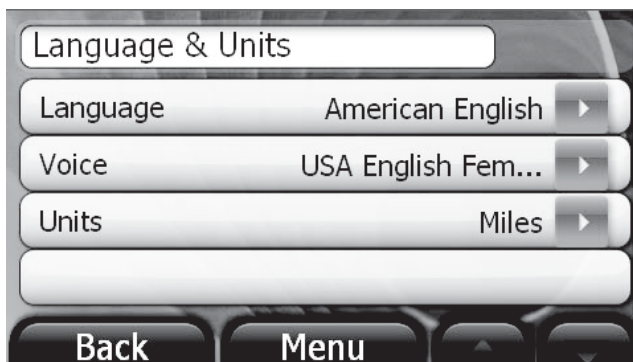 Language & Units
Language American English
Voice USA English Fem...
Units Miles
Back Menu